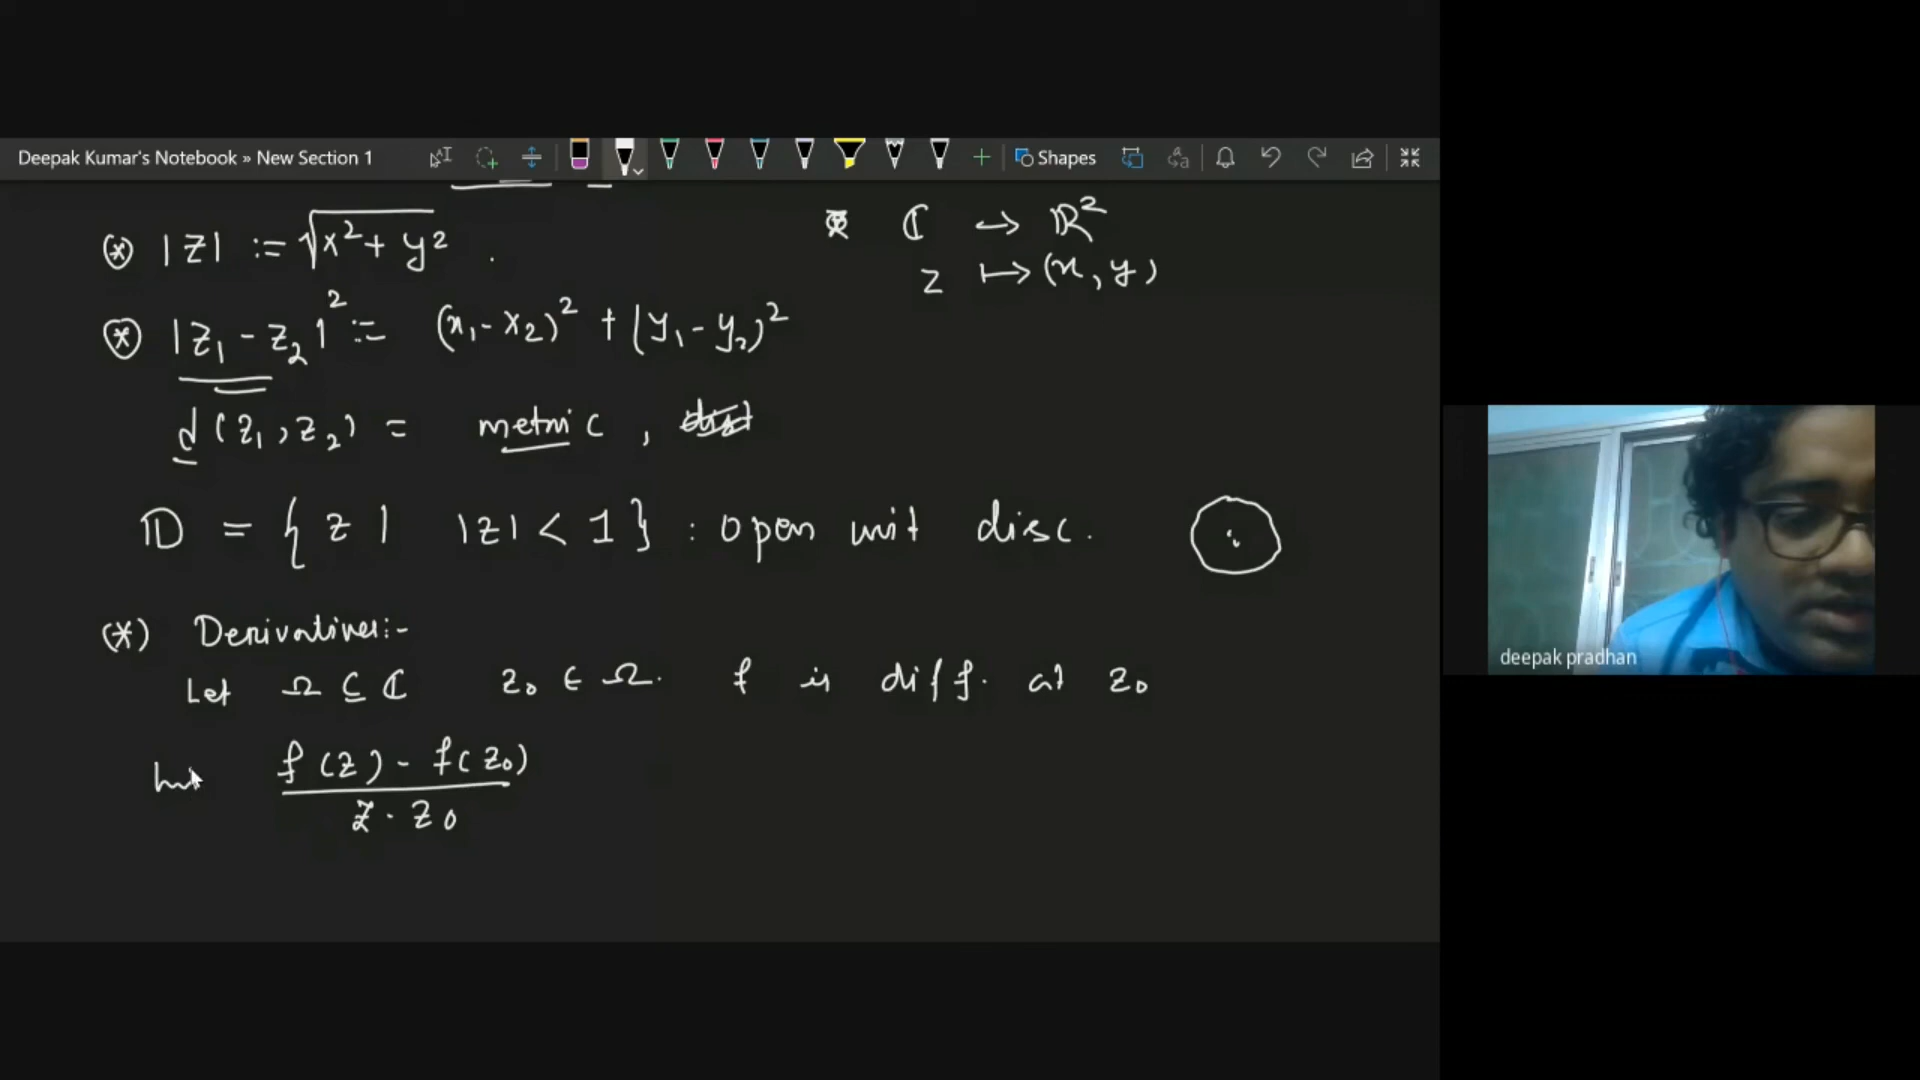 Deepak Kumar's Notebook » New Section 1 Shapes
(*) |z| := √x² + y² .
ℂ ↔ ℝ²
z ↦ (x, y)
(*) |z₁ - z₂|² := (x₁ - x₂)² + (y₁ - y₂)²
d(z₁, z₂) = metric ,
𝔻 = { z | |z| < 1 } : open unit disc.
(*) Derivatives:-
Let Ω ⊆ ℂ z₀ ∈ Ω. f is diff. at z₀
f(z) - f(z₀)
z - z₀
deepak pradhan